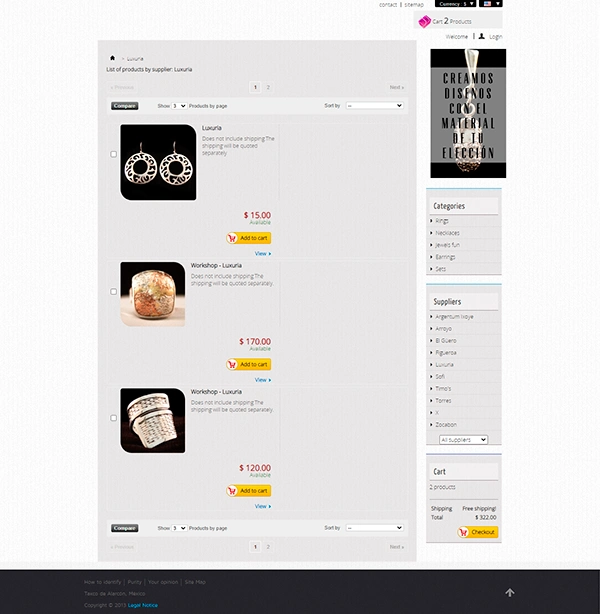 contact | sitemap
Currency : $
Cart 2 Products
Welcome | Login
> Luxuria
List of products by supplier: Luxuria
« Previous 1 2 Next »
Compare Show 3 Products by page Sort by --
Luxuria
Does not include shipping.The
shipping will be quoted
separately
$ 15.00
Available
Add to cart
View
Workshop - Luxuria
Does not include shipping.The
shipping will be quoted separately.
$ 170.00
Available
Add to cart
View
Workshop - Luxuria
Does not include shipping.The
shipping will be quoted separately.
$ 120.00
Available
Add to cart
View
Compare Show 3 Products by page Sort by --
« Previous 1 2 Next »
CREAMOS
DISEÑOS
CON EL
MATERIAL
DE TU
ELECCIÓN
Categories
Rings
Necklaces
Jewels fun
Earrings
Sets
Suppliers
Argentum Ikoye
Arroyo
El Güero
Figueroa
Luxuria
Sofi
Timo's
Torres
X
Zocation
All suppliers
Cart
2 products
Shipping Free shipping!
Total $ 322.00
Checkout
How to identify | Purity | Your opinion | Site Map
Taxco de Alarcón, México
Copyright © 2013 Legal Notice